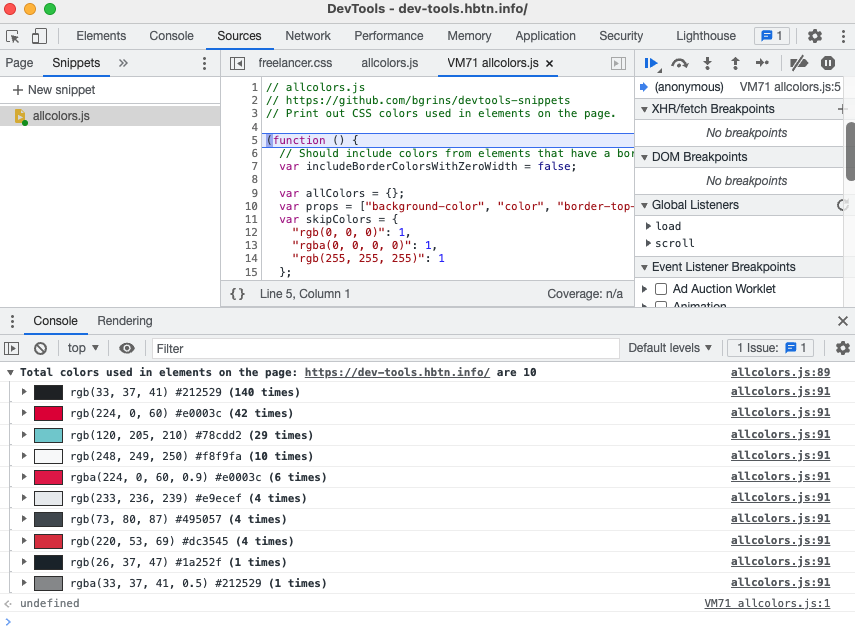 DevTools - dev-tools.hbtn.info/
Elements Console Sources Network Performance Memory Application Security Lighthouse 1
Page Snippets » freelancer.css allcolors.js VM71 allcolors.js ×
+ New snippet
allcolors.js
1 // allcolors.js
2 // https://github.com/bgrins/devtools-snippets
3 // Print out CSS colors used in elements on the page.
4
5 (function () {
6 // Should include colors from elements that have a bor
7 var includeBorderColorsWithZeroWidth = false;
8
9 var allColors = {};
10 var props = ["background-color", "color", "border-top-
11 var skipColors = {
12 "rgb(0, 0, 0)": 1,
13 "rgba(0, 0, 0, 0)": 1,
14 "rgb(255, 255, 255)": 1
15 };
{} Line 5, Column 1 Coverage: n/a
(anonymous) VM71 allcolors.js:5
XHR/fetch Breakpoints +
No breakpoints
DOM Breakpoints
No breakpoints
Global Listeners
load
scroll
Event Listener Breakpoints
Ad Auction Worklet
Animation
Console Rendering
top Filter Default levels 1 Issue: 1
Total colors used in elements on the page: https://dev-tools.hbtn.info/ are 10 allcolors.js:89
rgb(33, 37, 41) #212529 (140 times) allcolors.js:91
rgb(224, 0, 60) #e0003c (42 times) allcolors.js:91
rgb(120, 205, 210) #78cdd2 (29 times) allcolors.js:91
rgb(248, 249, 250) #f8f9fa (10 times) allcolors.js:91
rgba(224, 0, 60, 0.9) #e0003c (6 times) allcolors.js:91
rgb(233, 236, 239) #e9ecef (4 times) allcolors.js:91
rgb(73, 80, 87) #495057 (4 times) allcolors.js:91
rgb(220, 53, 69) #dc3545 (4 times) allcolors.js:91
rgb(26, 37, 47) #1a252f (1 times) allcolors.js:91
rgba(33, 37, 41, 0.5) #212529 (1 times) allcolors.js:91
undefined VM71 allcolors.js:1